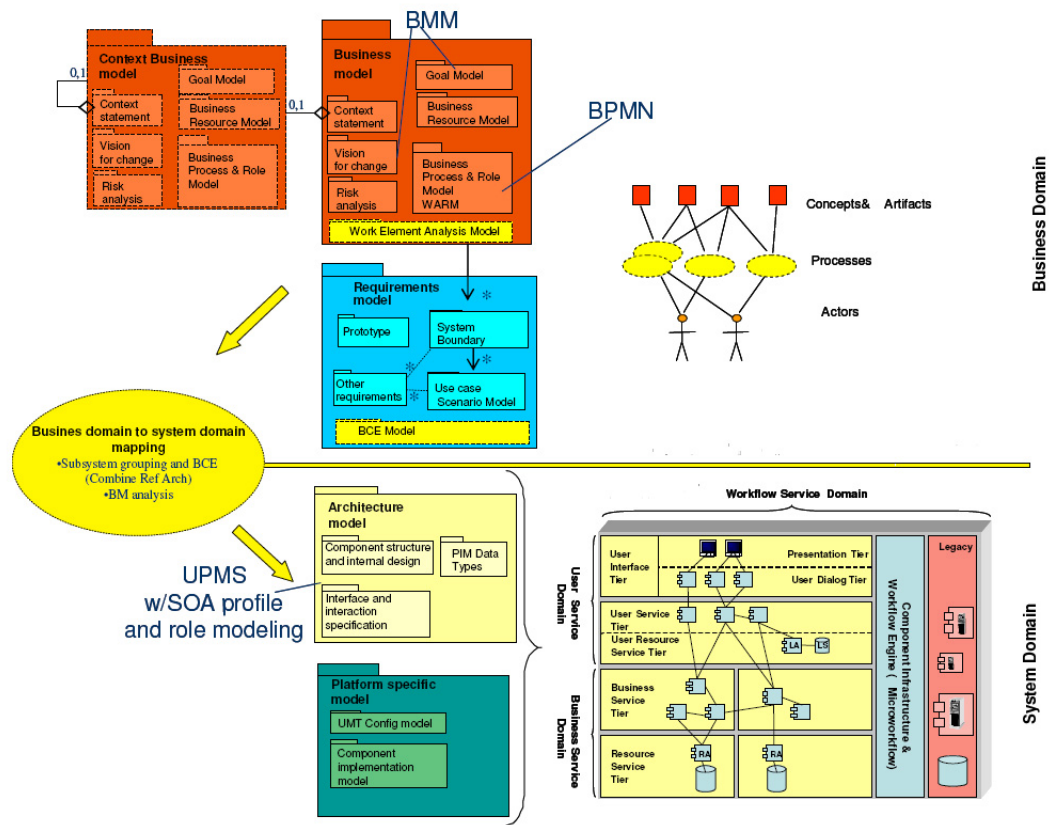 BMM
Context Business
model
0,1
Goal Model
Context
statement
Business
Resource Model
Vision
for change
Business
Process & Role
Model
Risk
analysis
0,1
Business
model
Goal Model
Context
statement
Business
Resource Model
Vision
for change
Business
Process & Role
Model
WARM
Risk
analysis
Work Element Analysis Model
BPMN
Concepts& Artifacts
Processes
Actors
Business Domain
Requirements
model
*
Prototype
System
Boundary
*
*
Other
requirements
*
Use case
Scenario Model
BCE Model
Busines domain to system domain
mapping
•Subsystem grouping and BCE
(Combine Ref Arch)
•BM analysis
UPMS
w/SOA profile
and role modeling
Architecture
model
Component structure
and internal design
PIM Data
Types
Interface and
interaction
specification
Platform specific
model
UMT Config model
Component
implementation
model
Workflow Service Domain
User Service
Domain
Business Service
Domain
User
Interface
Tier
Presentation Tier
User Dialog Tier
User Service
Tier
User Resource
Service Tier
LA
LS
Business
Service
Tier
Resource
Service
Tier
RA
RA
Component Infrastructure &
Workflow Engine ( Microworkflow)
Legacy
System Domain